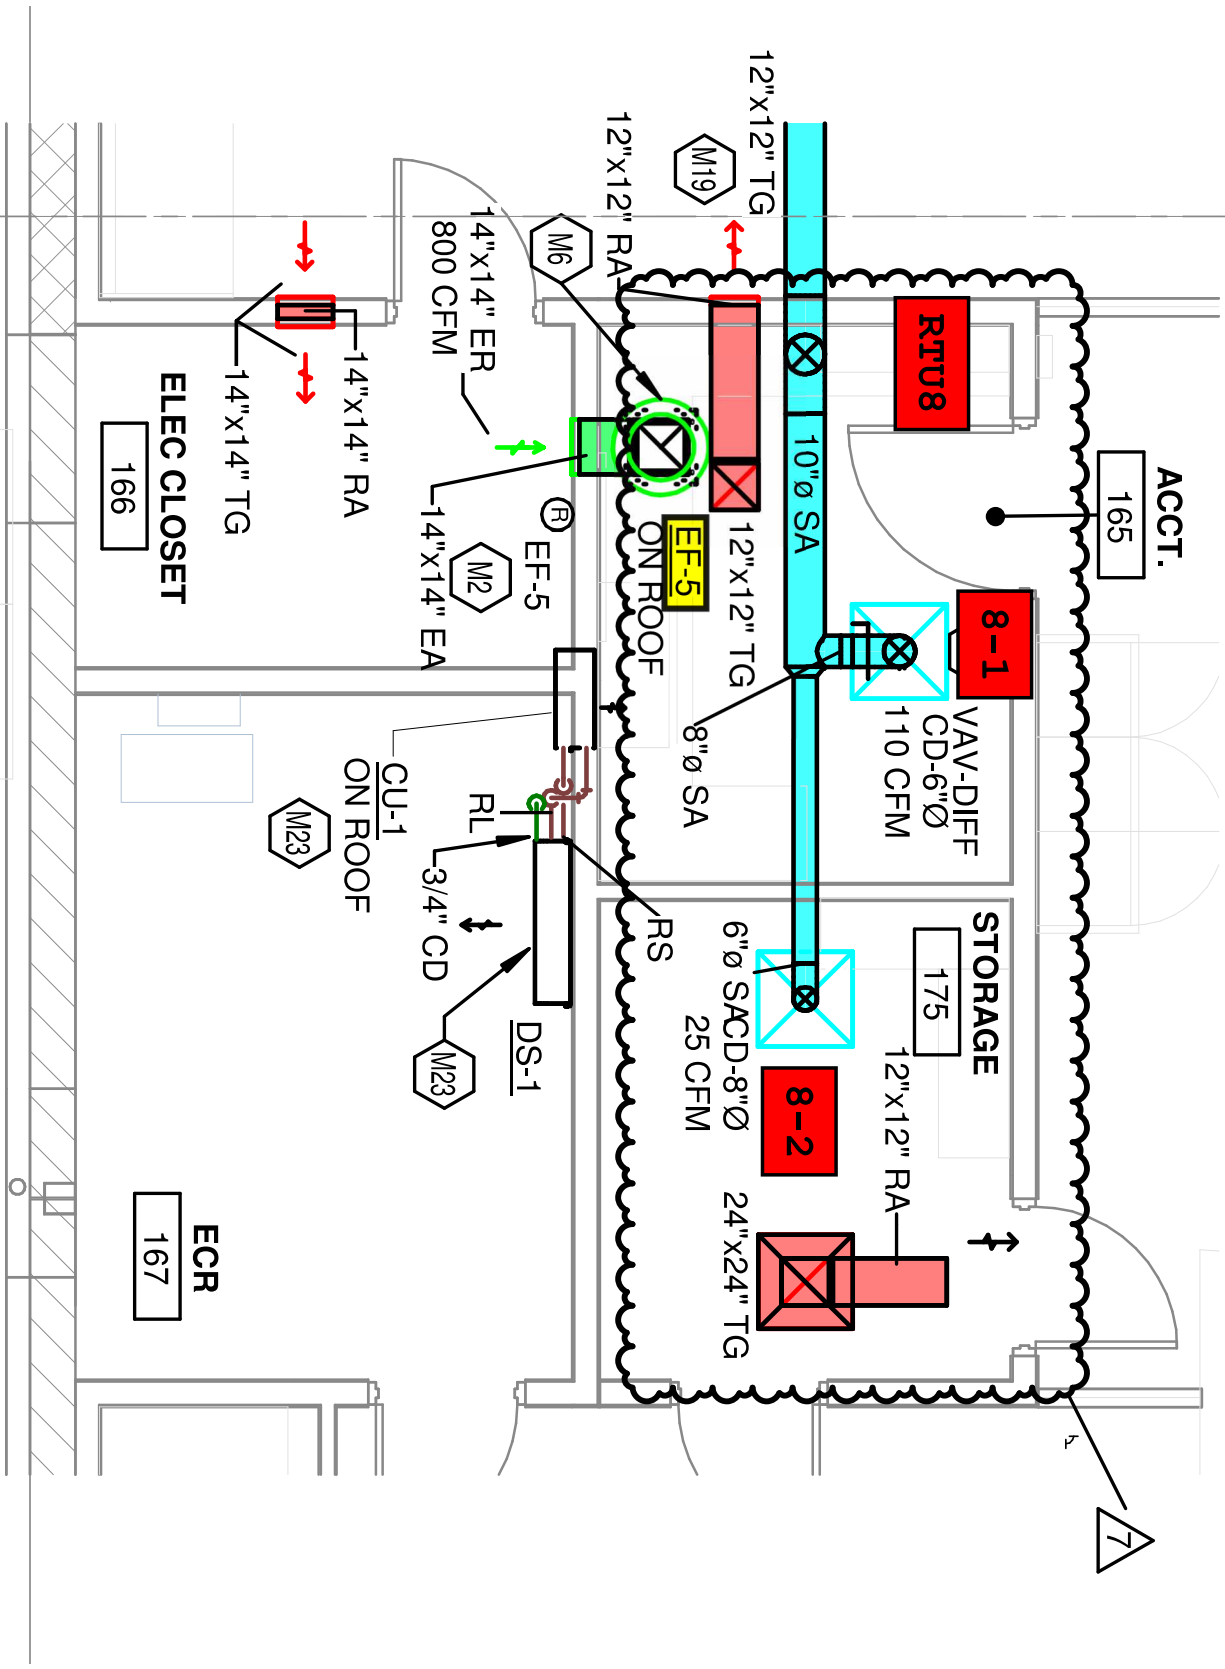 ACCT.
165
RTU8
8-1
VAV-DIFF
CD-6"Ø
110 CFM
10"ø SA
8"ø SA
12"x12" TG
M19
12"x12" RA
M6
12"x12" TG
EF-5
ON ROOF
14"x14" ER
800 CFM
R
EF-5
M2
14"x14" EA
14"x14" RA
14"x14" TG
ELEC CLOSET
166
STORAGE
175
6"ø SA
CD-8"Ø
25 CFM
8-2
12"x12" RA
24"x24" TG
RS
RL
3/4" CD
CU-1
ON ROOF
M23
DS-1
M23
ECR
167
7